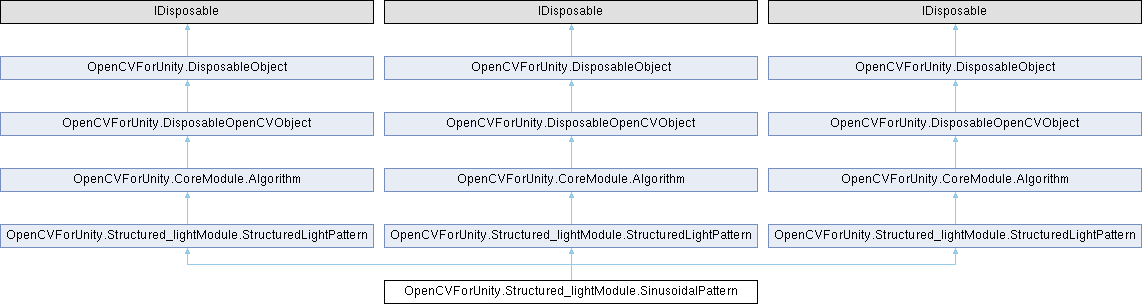 IDisposable IDisposable IDisposable
OpenCVForUnity.DisposableObject OpenCVForUnity.DisposableObject OpenCVForUnity.DisposableObject
OpenCVForUnity.DisposableOpenCVObject OpenCVForUnity.DisposableOpenCVObject OpenCVForUnity.DisposableOpenCVObject
OpenCVForUnity.CoreModule.Algorithm OpenCVForUnity.CoreModule.Algorithm OpenCVForUnity.CoreModule.Algorithm
OpenCVForUnity.Structured_lightModule.StructuredLightPattern OpenCVForUnity.Structured_lightModule.StructuredLightPattern OpenCVForUnity.Structured_lightModule.StructuredLightPattern
OpenCVForUnity.Structured_lightModule.SinusoidalPattern